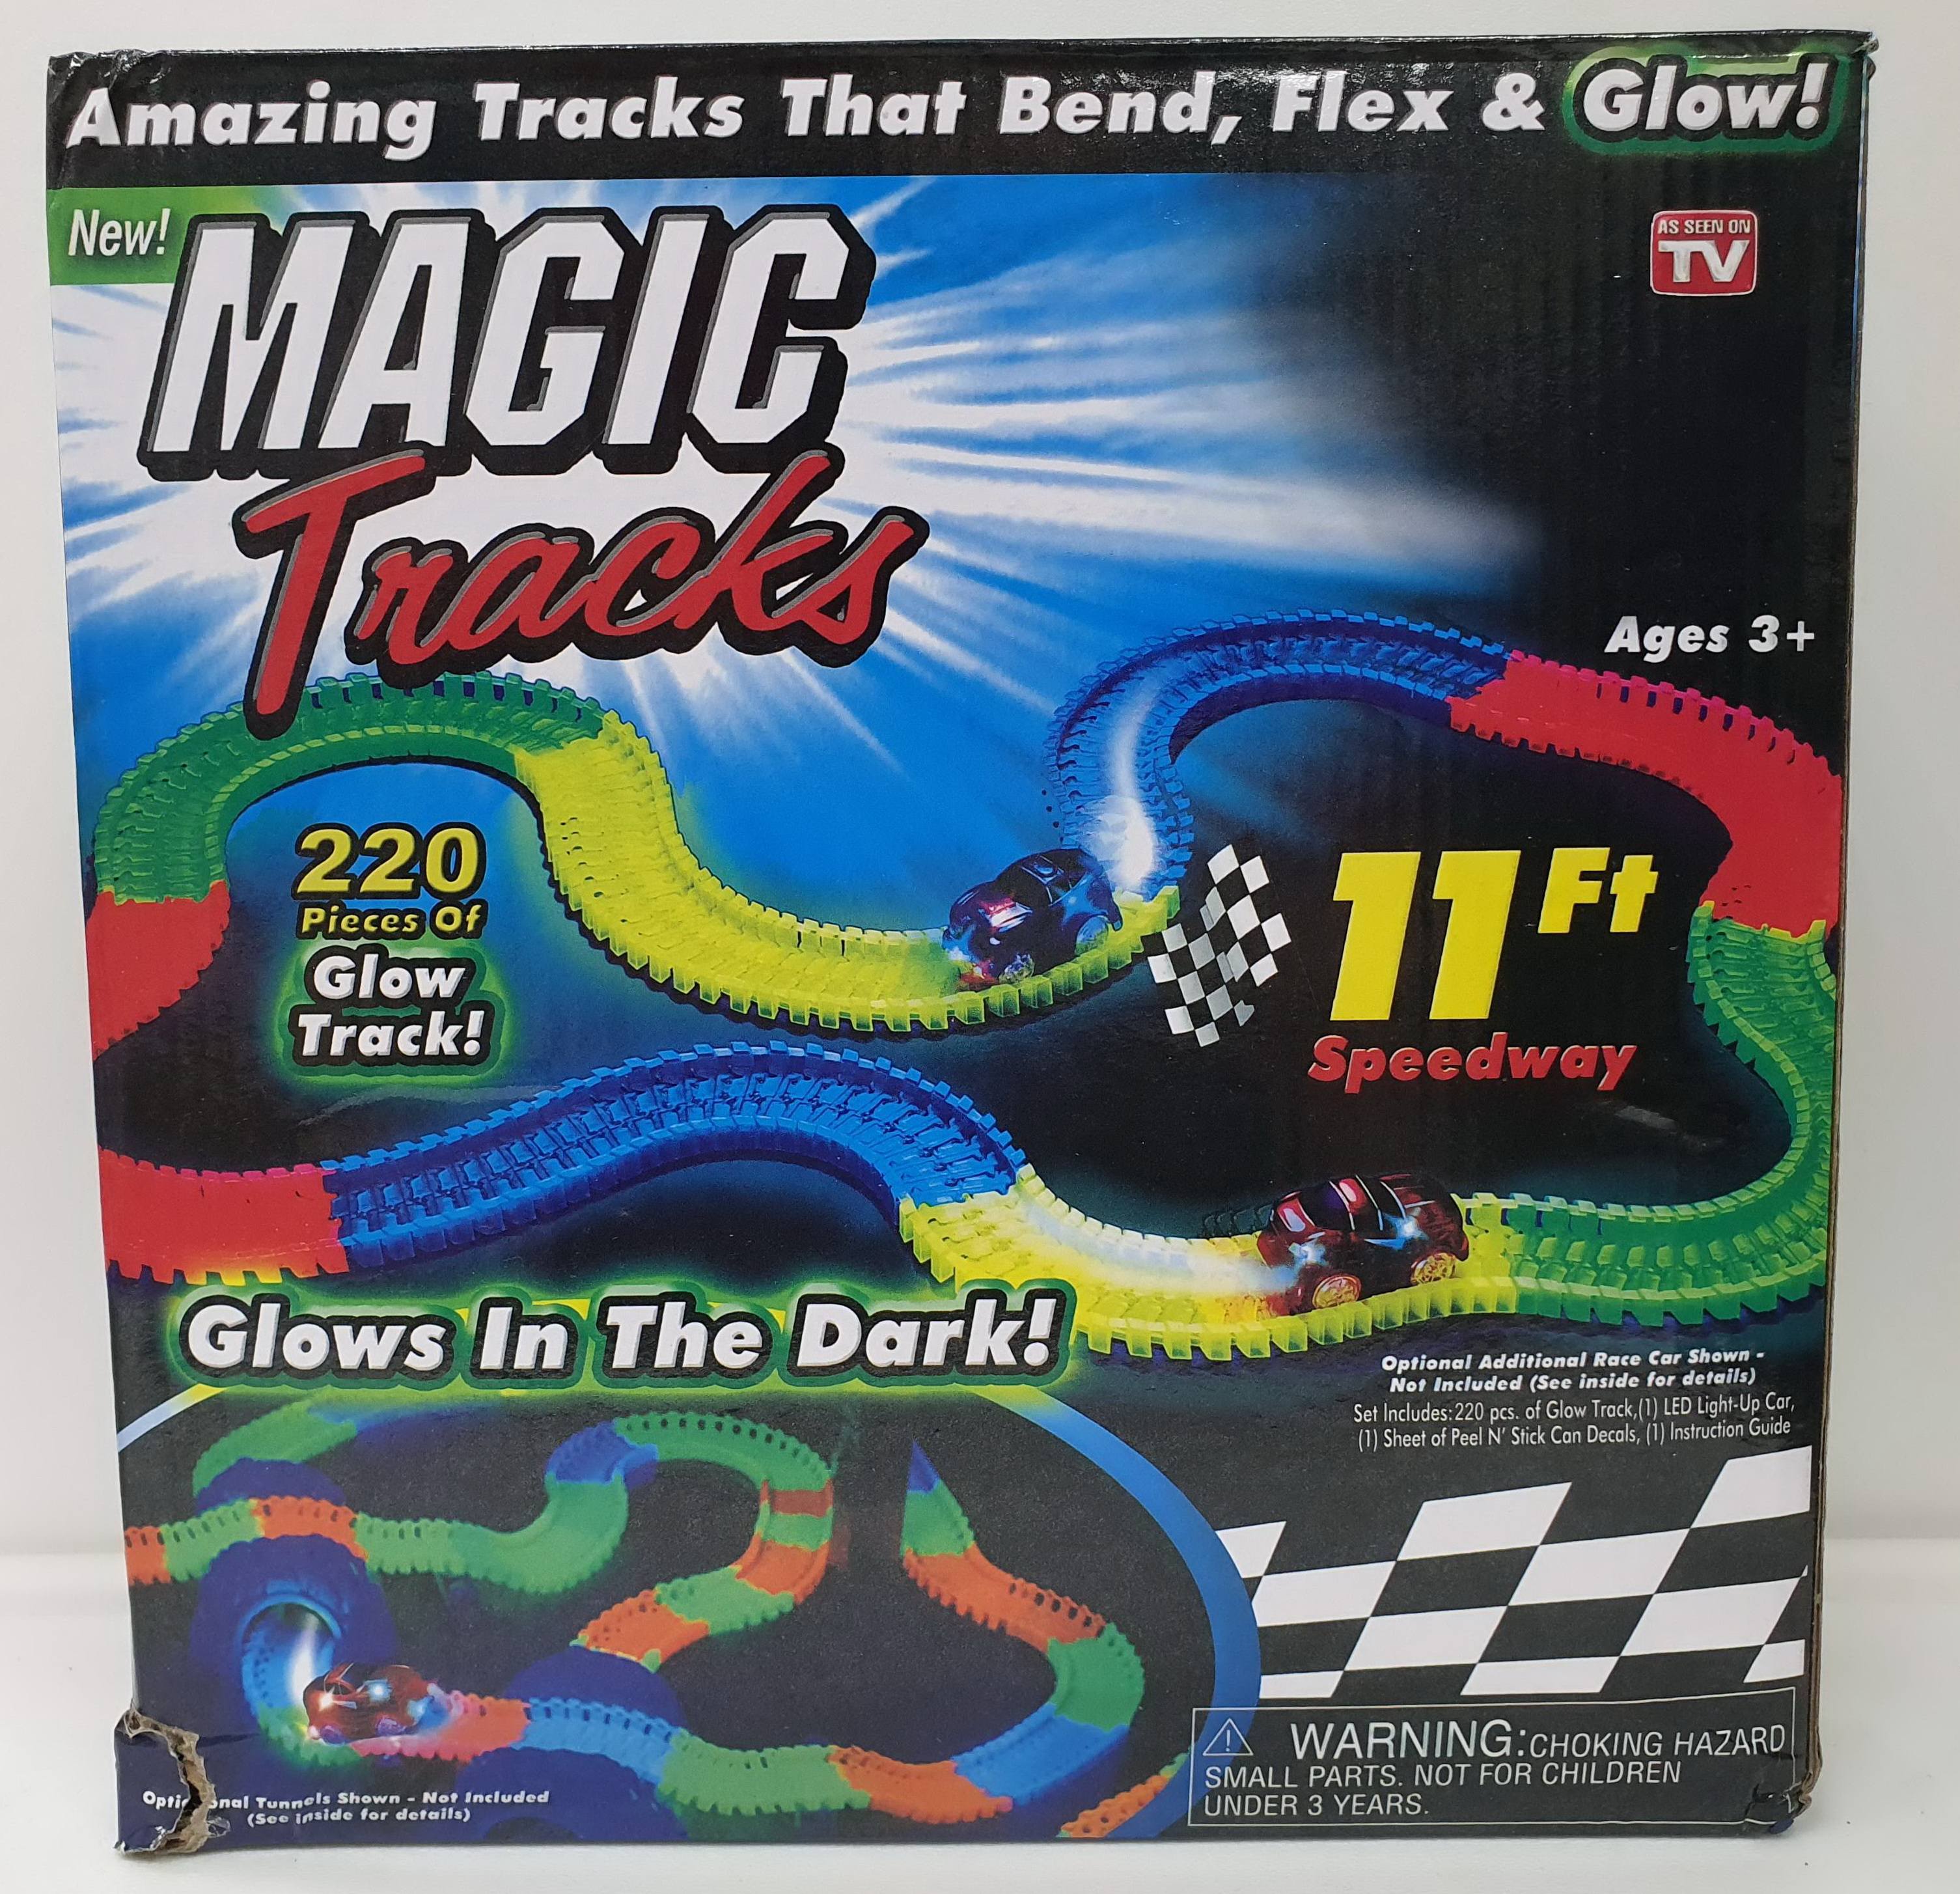 Amazing Tracks That Bend, Flex & Glow!
New!
MAGIC
Tracks
AS SEEN ON
TV
Ages 3+
220
Pieces Of
Glow
Track!
11 Ft
Speedway
Glows In The Dark!
Optional Additional Race Car Shown -
Not Included (See inside for details)
Set Includes: 220 pcs. of Glow Track,(1) LED Light-Up Car,
(1) Sheet of Peel N' Stick Can Decals, (1) Instruction Guide
Optional Tunnels Shown - Not Included
(See inside for details)
WARNING: CHOKING HAZARD
SMALL PARTS. NOT FOR CHILDREN
UNDER 3 YEARS.